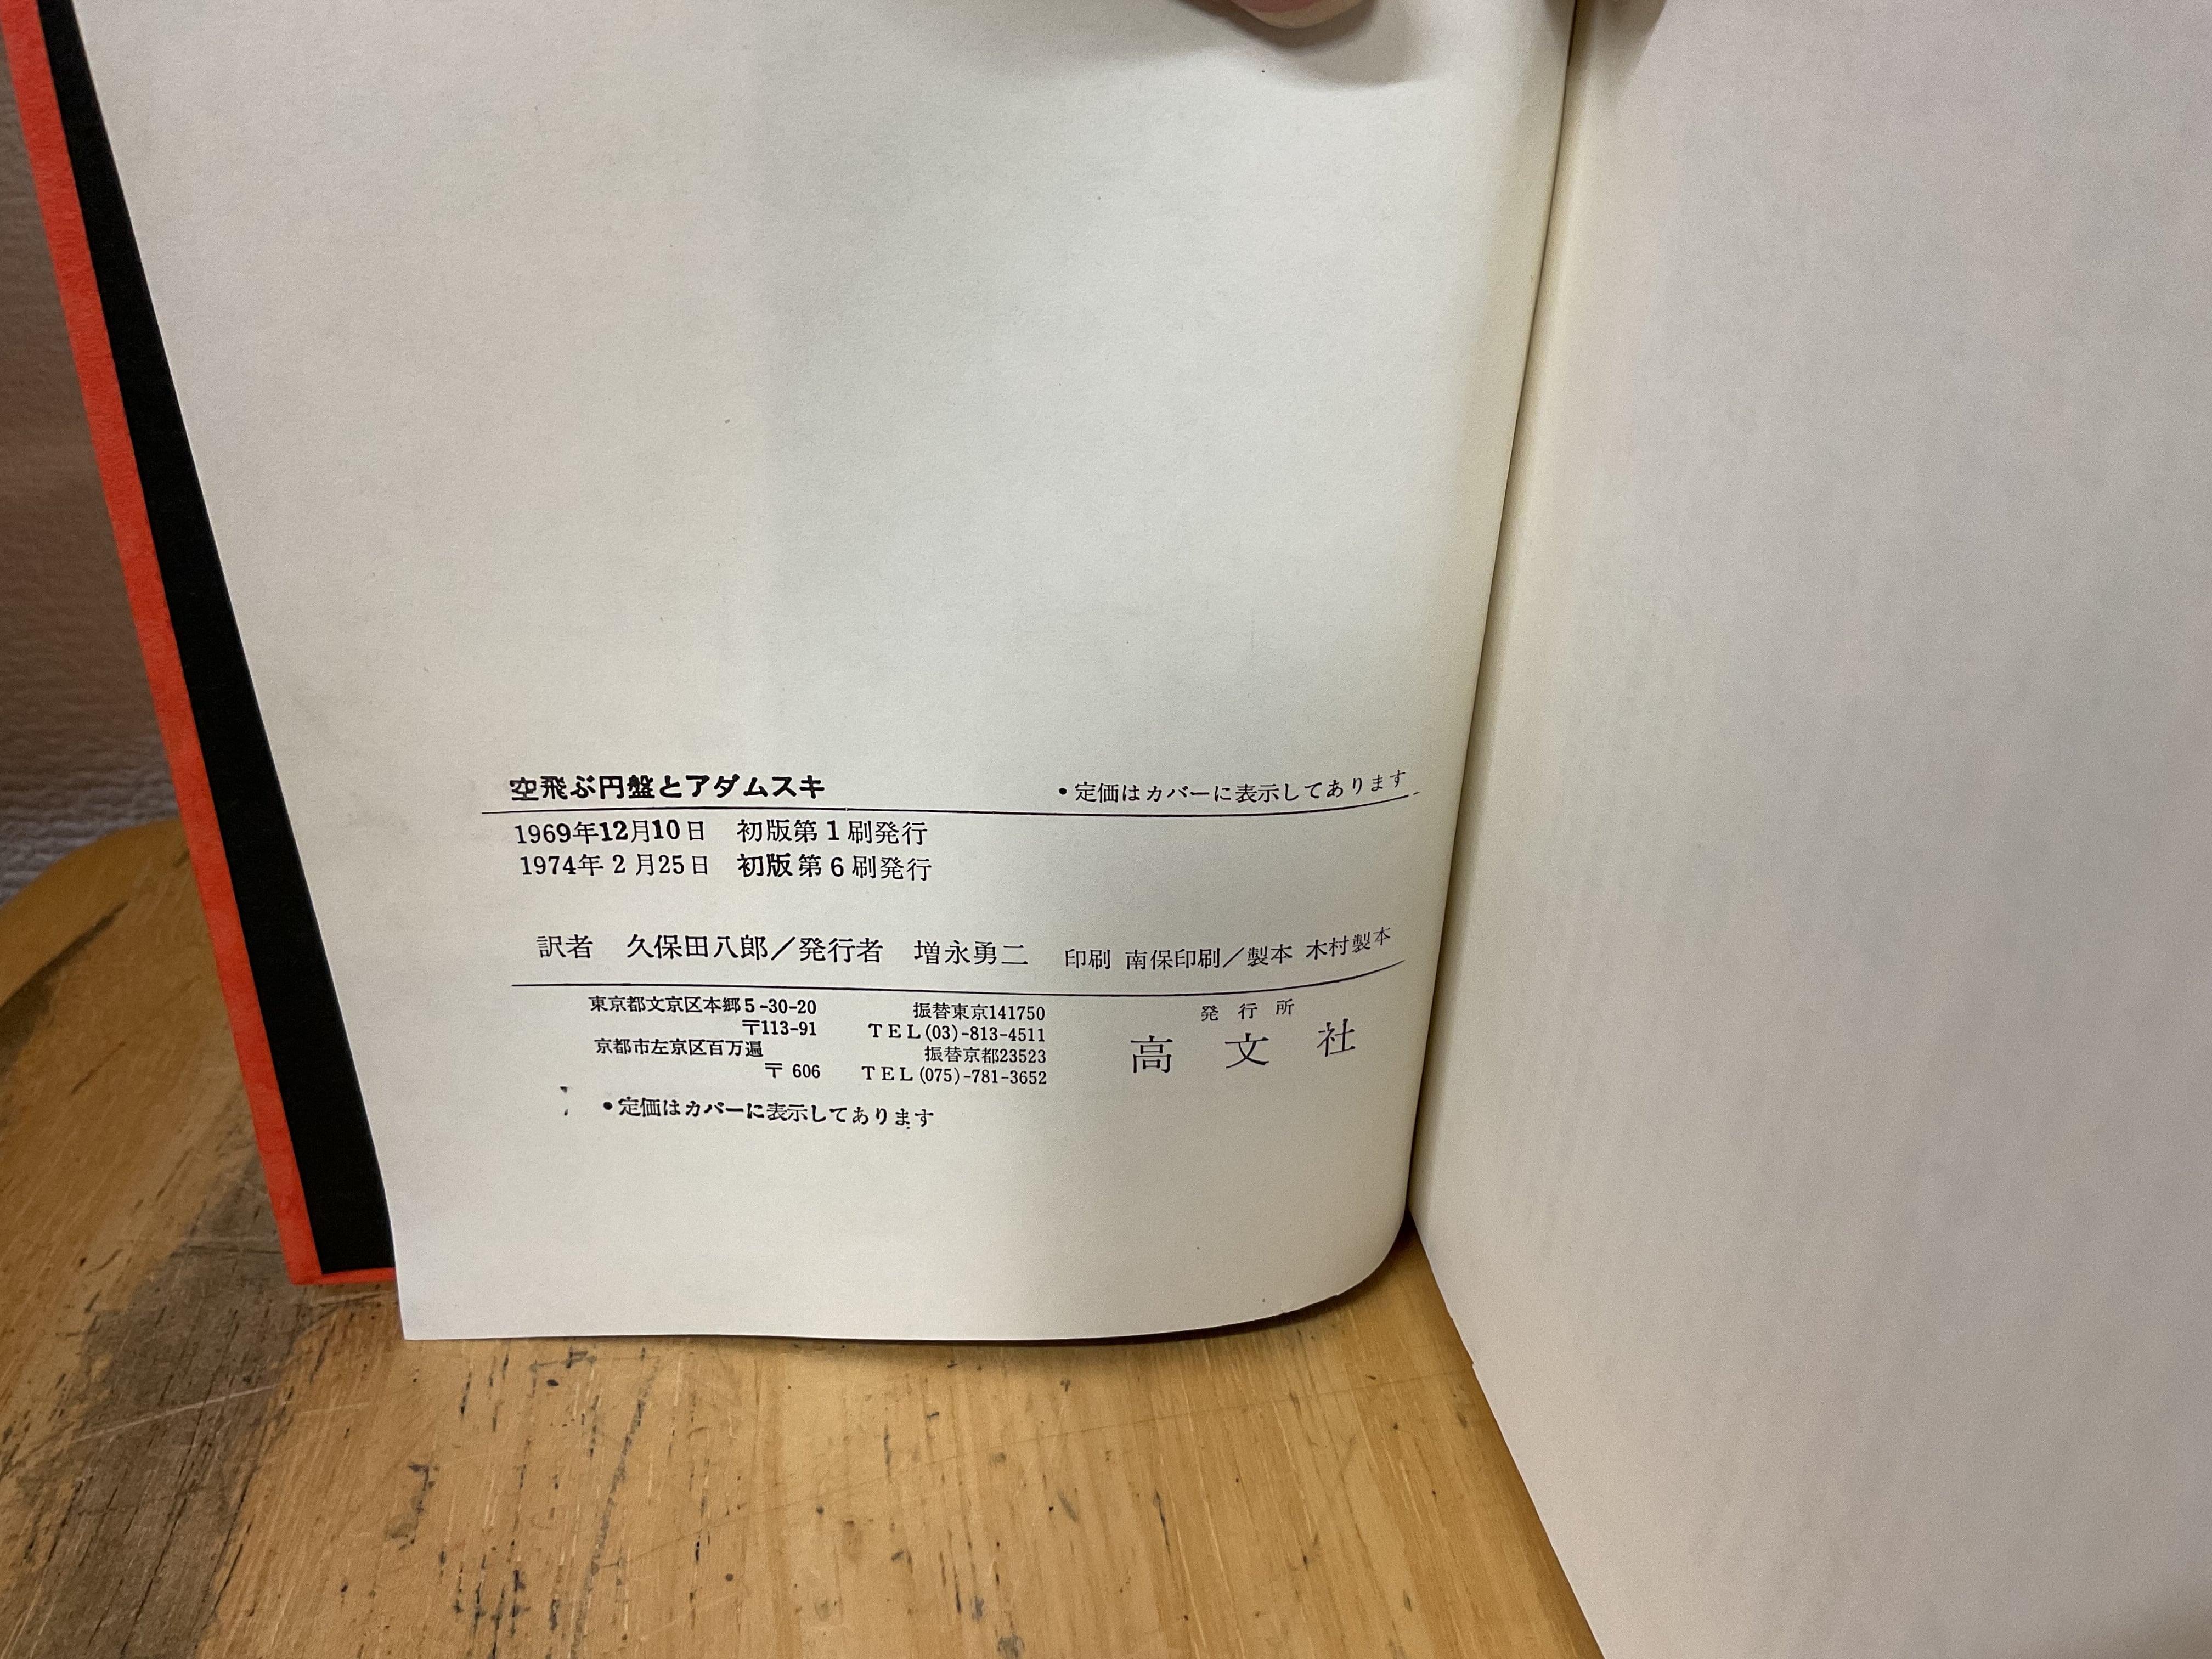 空飛ぶ円盤とアダムスキ •定価はカバーに表示してあります
1969年12月10日 初版第1刷発行
1974年2月25日 初版第6刷発行
訳者 久保田八郎/発行者 増永勇二 印刷 南保印刷/製本 木村製本
東京都文京区本郷5-30-20 振替東京141750
〒113-91 TEL(03)-813-4511
京都市左京区百万遍 振替京都23523
〒606 TEL(075)-781-3652
発行所
高文社
•定価はカバーに表示してあります